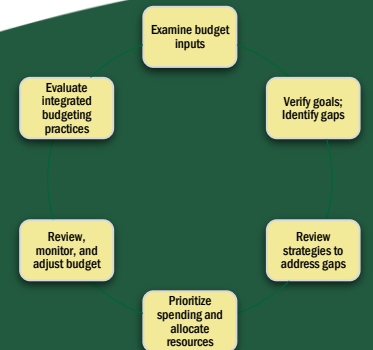 Examine budget
inputs
Verify goals;
Identify gaps
Review
strategies to
address gaps
Prioritize
spending and
allocate
resources
Review,
monitor, and
adjust budget
Evaluate
integrated
budgeting
practices